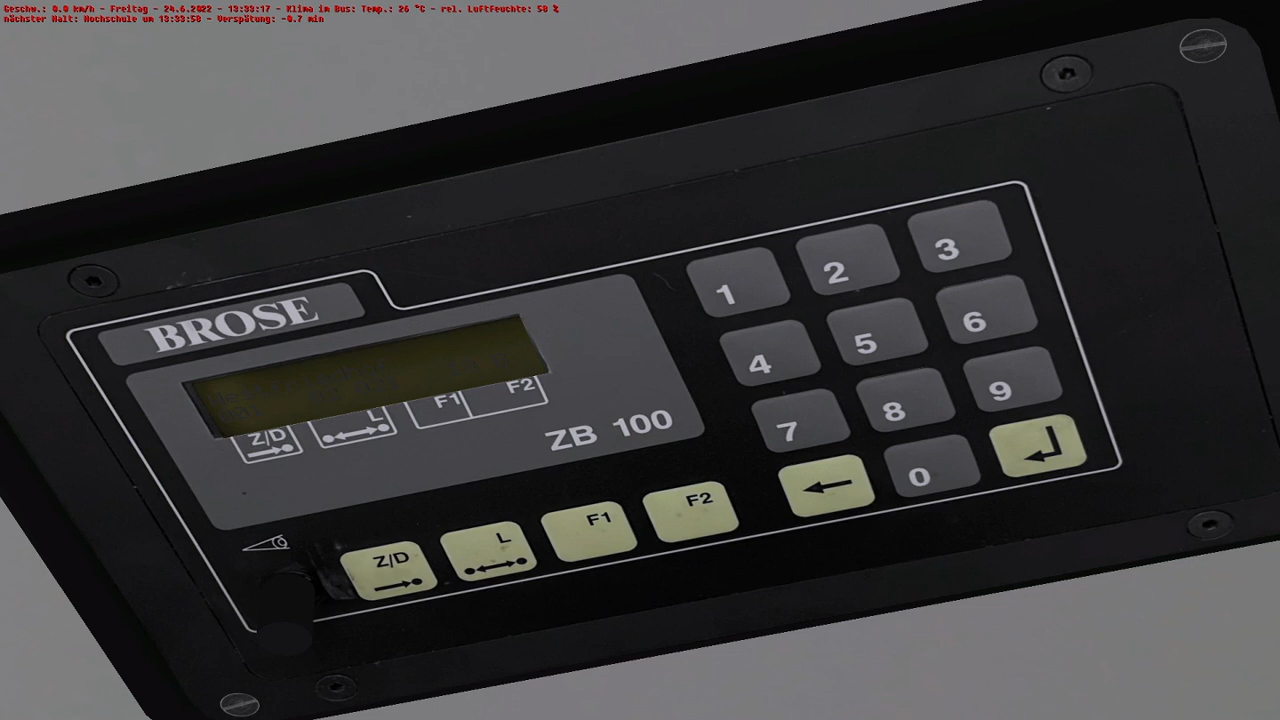 Geschw.: 0.0 km/h - Freitag - 24.6.2022 - 13:33:17 - Klima im Bus: Temp.: 26 °C - rel. Luftfeuchte: 50 %
nächster Halt: Hochschule um 13:33:58 - Verspätung: -0.7 min
BROSE
Z/D
L
F1
F2
ZB 100
1
2
3
4
5
6
7
8
9
0
Z/D
L
F1
F2